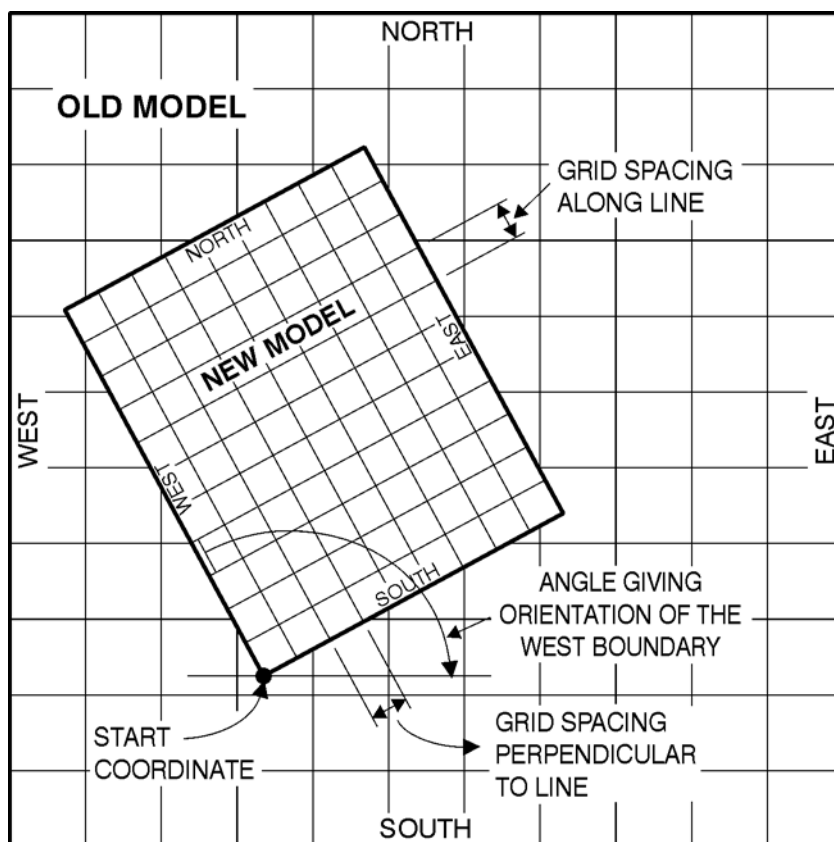 NORTH
OLD MODEL
GRID SPACING
ALONG LINE
NORTH
NEW MODEL
EAST
WEST
EAST
WEST
SOUTH
ANGLE GIVING
ORIENTATION OF THE
WEST BOUNDARY
START
COORDINATE
GRID SPACING
PERPENDICULAR
TO LINE
SOUTH